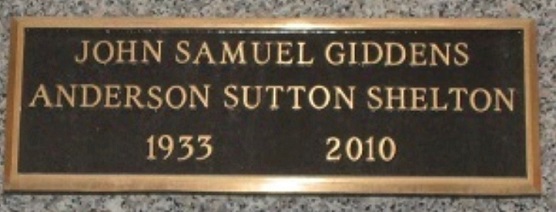 JOHN SAMUEL GIDDENS
ANDERSON SUTTON SHELTON
1933 2010